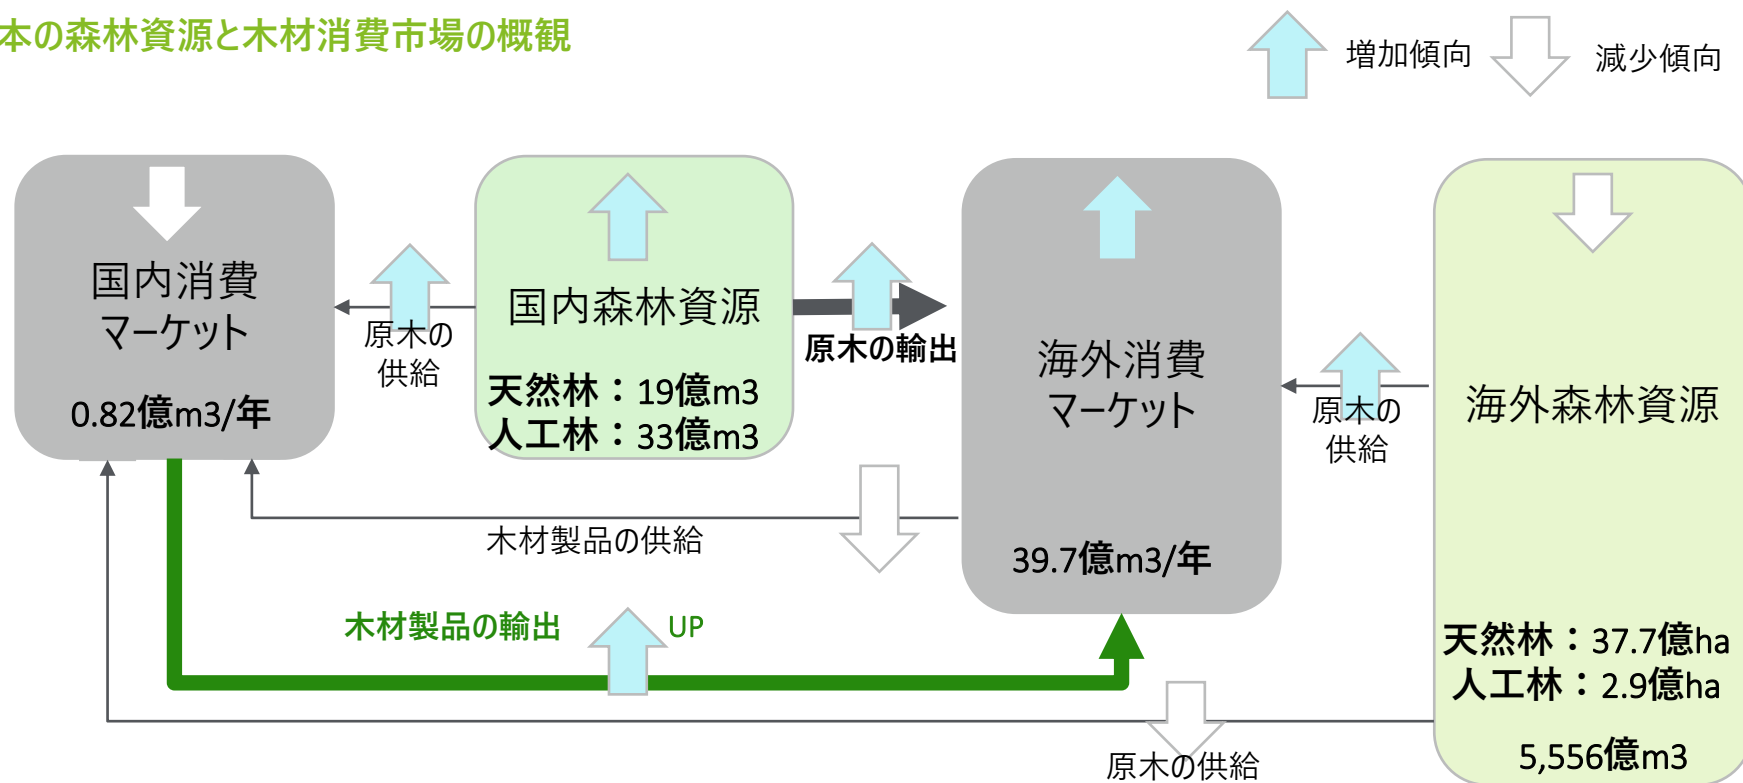 本の森林資源と木材消費市場の概観
増加傾向
減少傾向
国内消費
マーケット
0.82億m3/年
原木の
供給
国内森林資源
天然林：19億m3
人工林：33億m3
原木の輸出
海外消費
マーケット
39.7億m3/年
原木の
供給
海外森林資源
天然林：37.7億ha
人工林：2.9億ha
5,556億m3
木材製品の供給
木材製品の輸出
UP
原木の供給